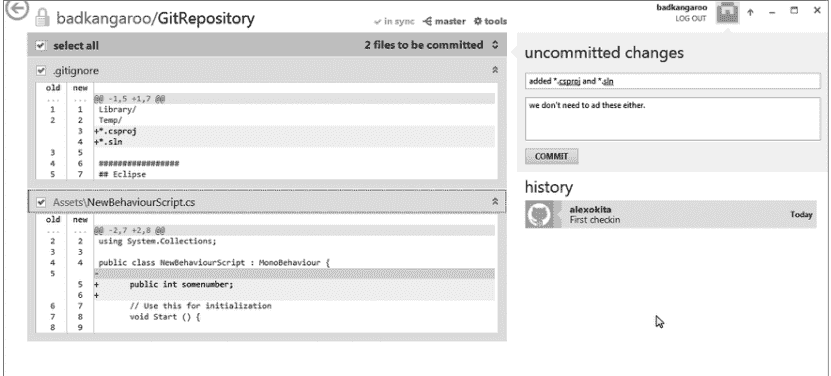 badkangaroo/GitRepository
in sync master tools
badkangaroo
LOG OUT
select all 2 files to be committed
.gitignore
old new
... ... @@ -1,5 +1,7 @@
1 1 Library/
2 2 Temp/
3 +*.csproj
4 +*.sln
3 5
4 6 #################
5 7 ## Eclipse
Assets\NewBehaviourScript.cs
old new
... ... @@ -2,7 +2,8 @@
2 2 using System.Collections;
3 3
4 4 public class NewBehaviourScript : MonoBehaviour {
5 -
5 + public int somenumber;
6 +
6 7 // Use this for initialization
7 8 void Start () {
8 9
uncommitted changes
added *.csproj and *.sln
we don't need to ad these either.
COMMIT
history
alexokita
First checkin
Today